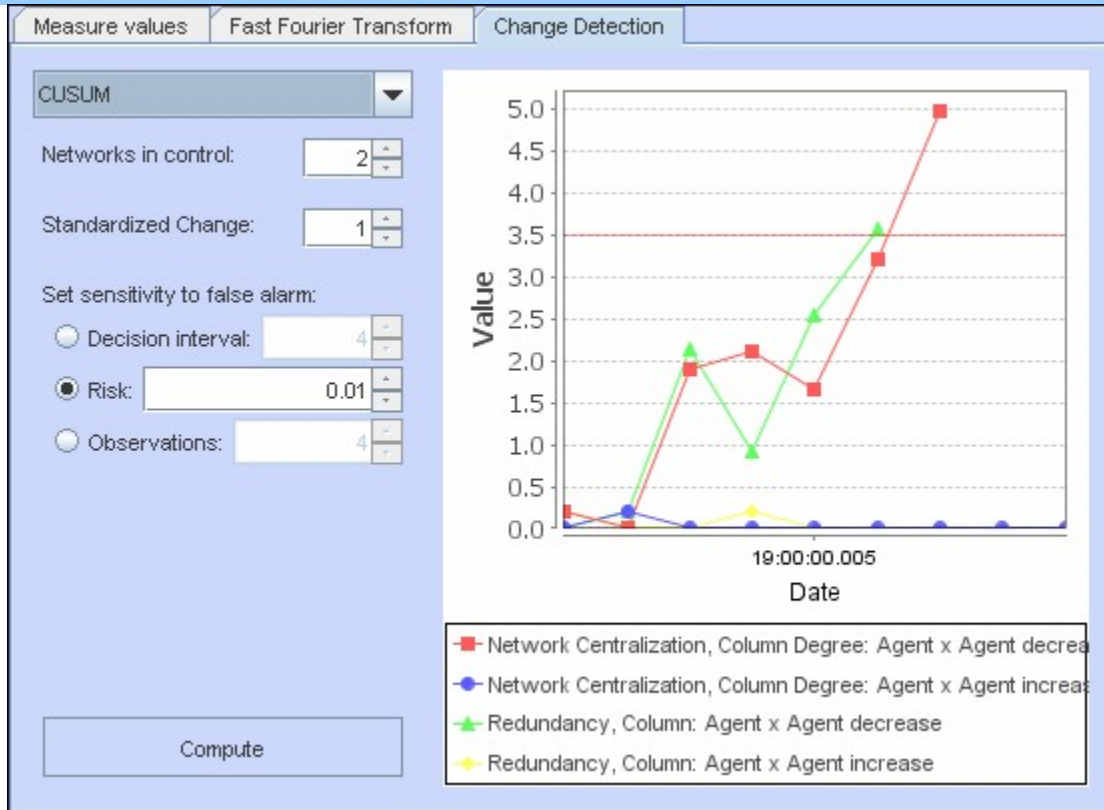 Measure values
Fast Fourier Transform
Change Detection
CUSUM
Networks in control:
2
Standardized Change:
1
Set sensitivity to false alarm:
Decision interval:
4
Risk:
0.01
Observations:
4
Compute
Value
5.0
4.5
4.0
3.5
3.0
2.5
2.0
1.5
1.0
0.5
0.0
19:00:00.005
Date
Network Centralization, Column Degree: Agent x Agent decrea
Network Centralization, Column Degree: Agent x Agent increas
Redundancy, Column: Agent x Agent decrease
Redundancy, Column: Agent x Agent increase